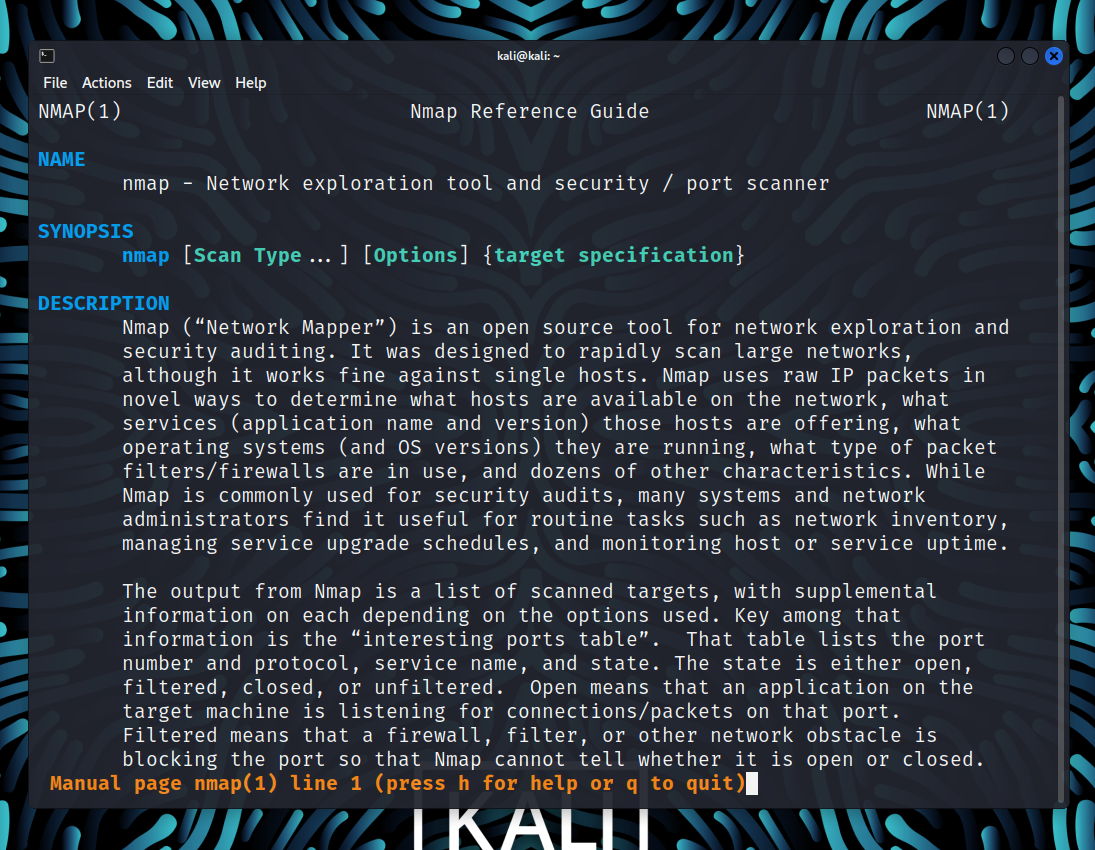 kali@kali: ~
File Actions Edit View Help
NMAP(1) Nmap Reference Guide NMAP(1)
NAME
nmap - Network exploration tool and security / port scanner
SYNOPSIS
nmap [Scan Type...] [Options] {target specification}
DESCRIPTION
Nmap (“Network Mapper”) is an open source tool for network exploration and
security auditing. It was designed to rapidly scan large networks,
although it works fine against single hosts. Nmap uses raw IP packets in
novel ways to determine what hosts are available on the network, what
services (application name and version) those hosts are offering, what
operating systems (and OS versions) they are running, what type of packet
filters/firewalls are in use, and dozens of other characteristics. While
Nmap is commonly used for security audits, many systems and network
administrators find it useful for routine tasks such as network inventory,
managing service upgrade schedules, and monitoring host or service uptime.
The output from Nmap is a list of scanned targets, with supplemental
information on each depending on the options used. Key among that
information is the “interesting ports table”.  That table lists the port
number and protocol, service name, and state. The state is either open,
filtered, closed, or unfiltered.  Open means that an application on the
target machine is listening for connections/packets on that port.
Filtered means that a firewall, filter, or other network obstacle is
blocking the port so that Nmap cannot tell whether it is open or closed.
Manual page nmap(1) line 1 (press h for help or q to quit)
KALI